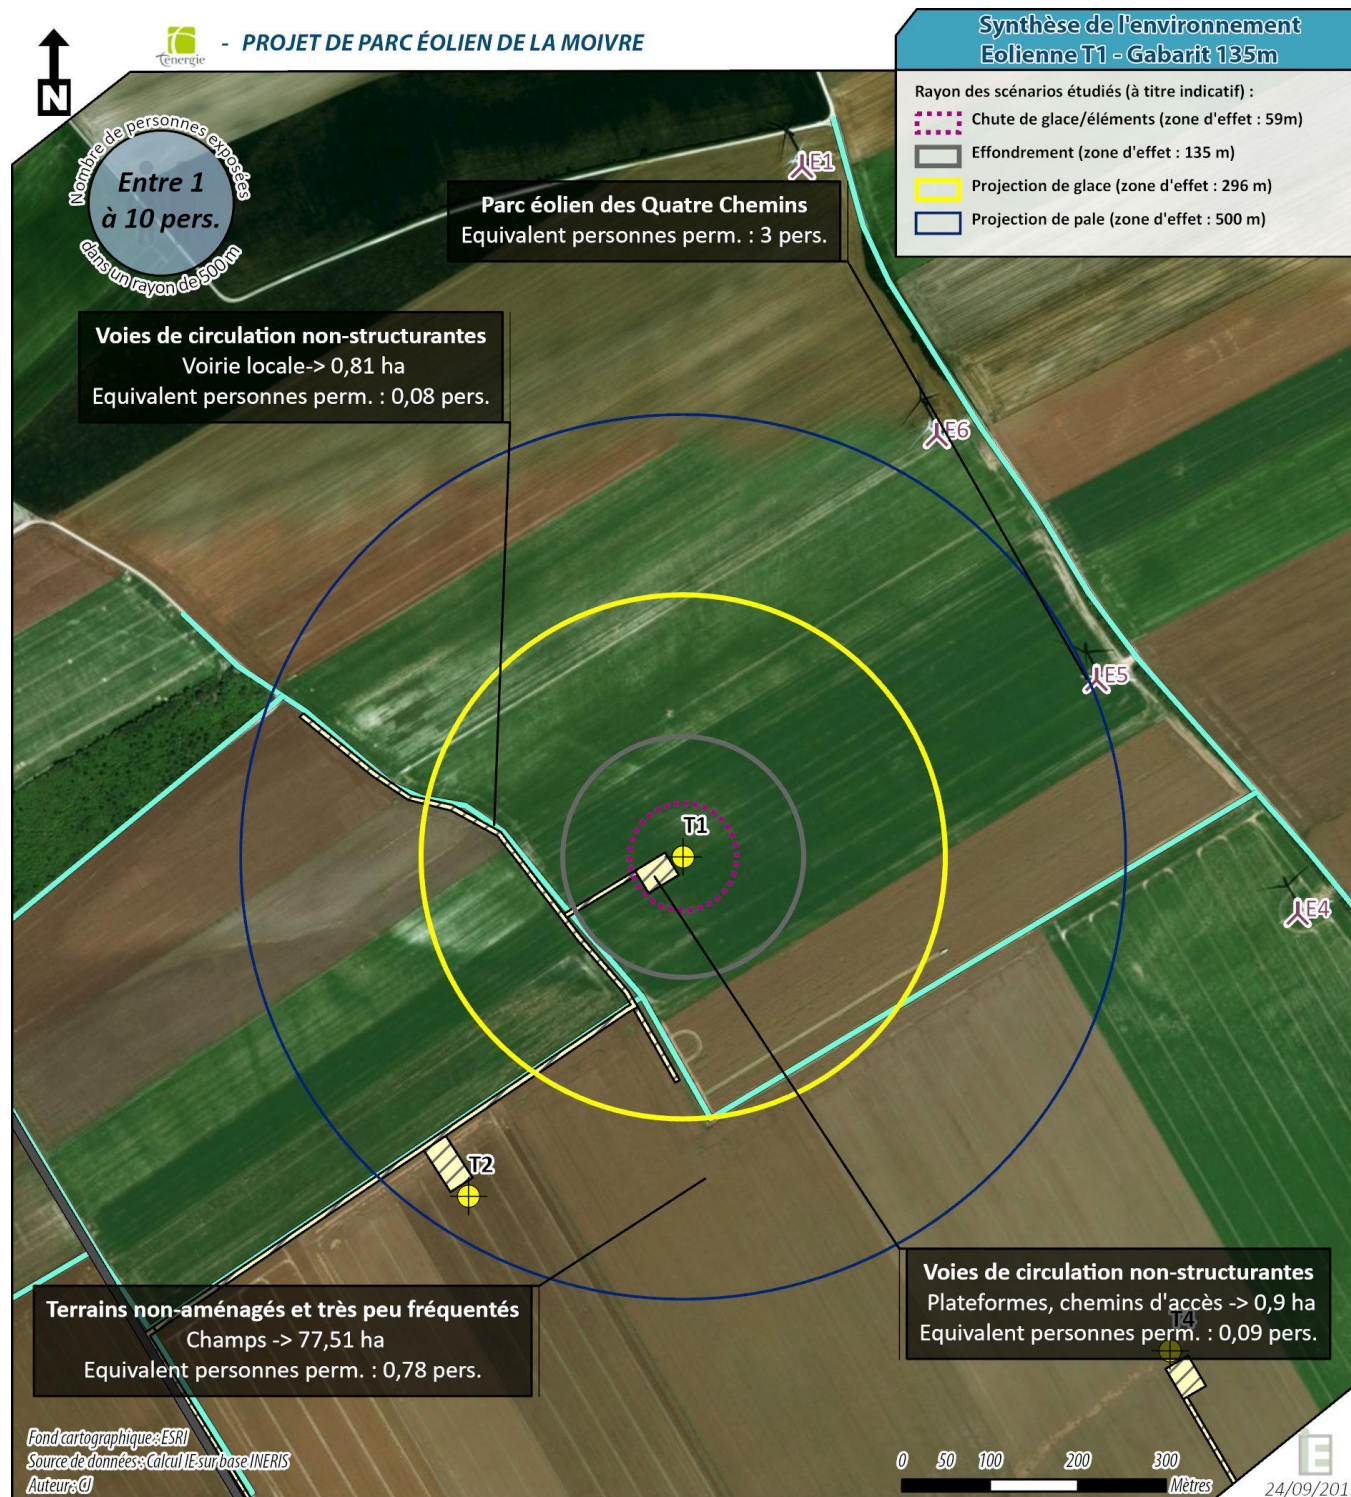 N
Ténergie
- PROJET DE PARC ÉOLIEN DE LA MOIVRE
Synthèse de l'environnement
Eolienne T1 - Gabarit 135m
Rayon des scénarios étudiés (à titre indicatif) :
Chute de glace/éléments (zone d'effet : 59m)
Effondrement (zone d'effet : 135 m)
Projection de glace (zone d'effet : 296 m)
Projection de pale (zone d'effet : 500 m)
Nombre de personnes exposées
Entre 1
à 10 pers.
dans un rayon de 500 m
E1
Parc éolien des Quatre Chemins
Equivalent personnes perm. : 3 pers.
Voies de circulation non-structurantes
Voirie locale-> 0,81 ha
Equivalent personnes perm. : 0,08 pers.
E6
E5
T1
E4
T2
Voies de circulation non-structurantes
Plateformes, chemins d'accès -> 0,9 ha
T4
Equivalent personnes perm. : 0,09 pers.
Terrains non-aménagés et très peu fréquentés
Champs -> 77,51 ha
Equivalent personnes perm. : 0,78 pers.
Fond cartographique : ESRI
Source de données : Calcul IE sur base INERIS
Auteur : CJ
0 50 100 200 300
Mètres
IE
24/09/201